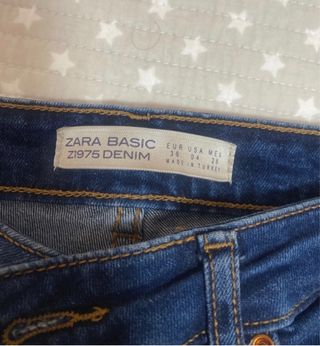 ZARA BASIC
Z1975 DENIM
EUR USA MEX
36 04 26
MADE IN TURKEY